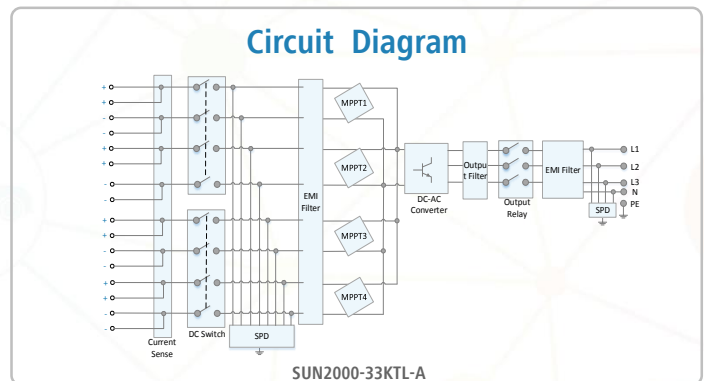 Circuit Diagram
+
+
-
-
+
+
-
-
+
+
-
-
+
+
-
-
Current
Sense
DC Switch
SPD
EMI
Filter
MPPT1
MPPT2
MPPT3
MPPT4
DC-AC
Converter
Outpu
t Filter
Output
Relay
EMI Filter
L1
L2
L3
N
PE
SPD
SUN2000-33KTL-A